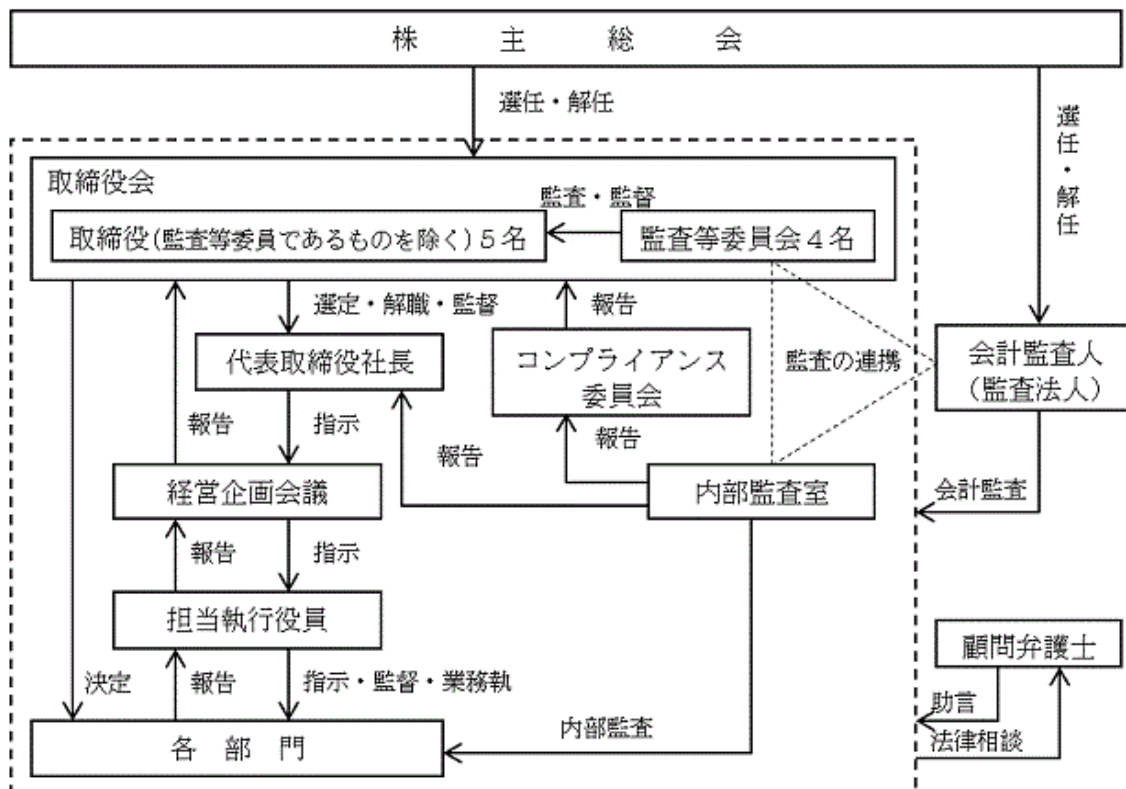 株主総会
選任・解任
選任・解任
取締役会
監査・監督
取締役(監査等委員であるものを除く)5名
監査等委員会4名
選定・解職・監督
報告
代表取締役社長
コンプライアンス
委員会
監査の連携
会計監査人
(監査法人)
報告
指示
報告
報告
経営企画会議
内部監査室
会計監査
報告
指示
担当執行役員
顧問弁護士
決定
報告
指示・監督・業務執
助言
内部監査
法律相談
各部門